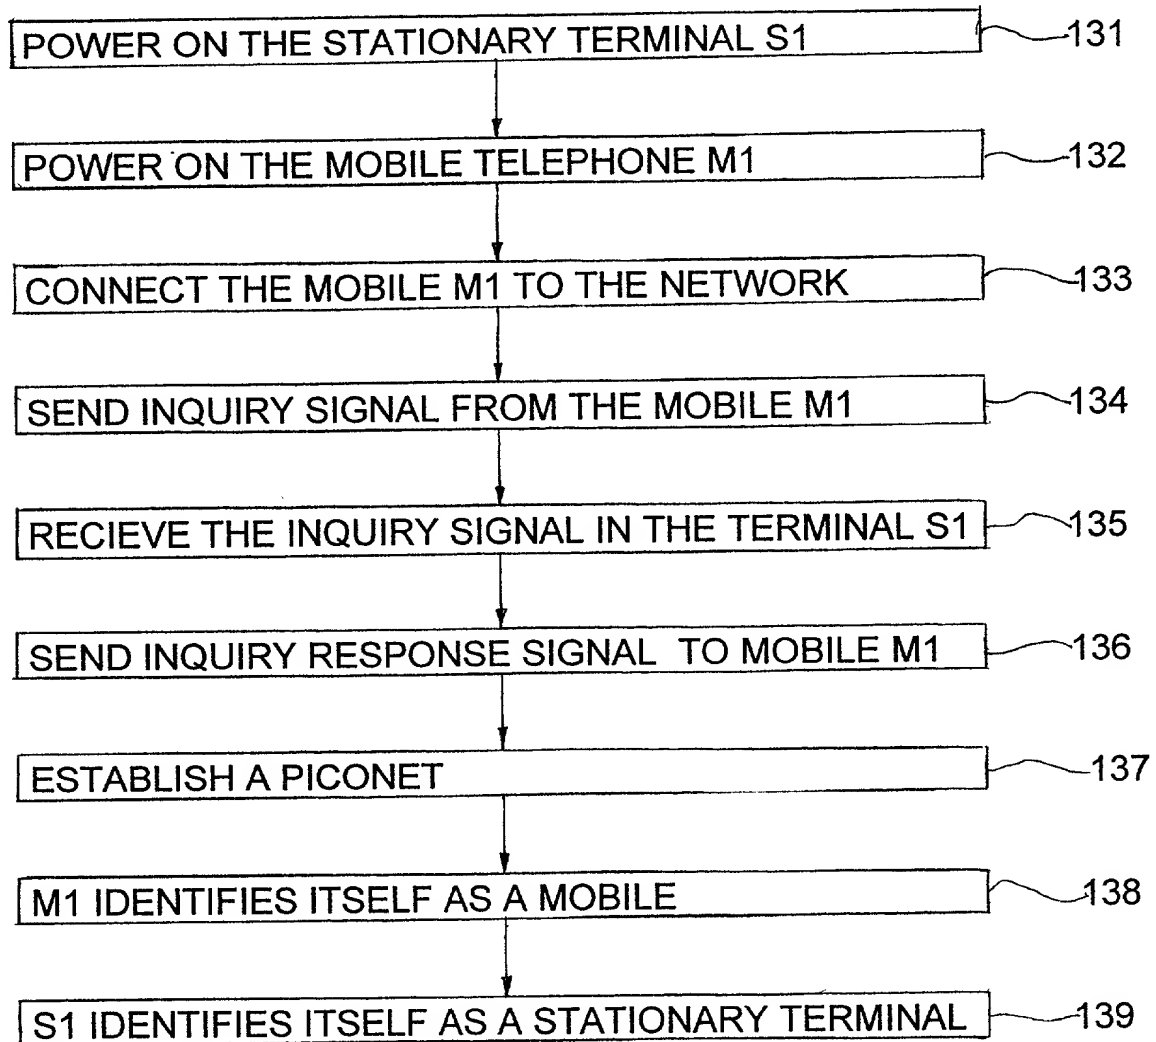 POWER ON THE STATIONARY TERMINAL S1 131
POWER ON THE MOBILE TELEPHONE M1 132
CONNECT THE MOBILE M1 TO THE NETWORK 133
SEND INQUIRY SIGNAL FROM THE MOBILE M1 134
RECIEVE THE INQUIRY SIGNAL IN THE TERMINAL S1 135
SEND INQUIRY RESPONSE SIGNAL TO MOBILE M1 136
ESTABLISH A PICONET 137
M1 IDENTIFIES ITSELF AS A MOBILE 138
S1 IDENTIFIES ITSELF AS A STATIONARY TERMINAL 139